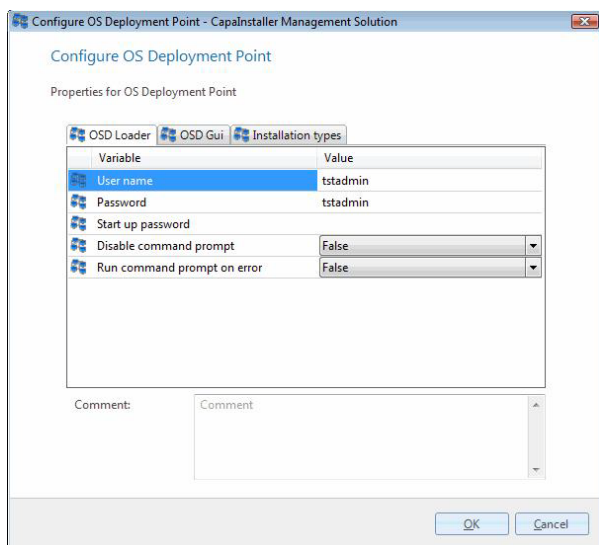 Configure OS Deployment Point - CapaInstaller Management Solution
Configure OS Deployment Point
Properties for OS Deployment Point
OSD Loader OSD Gui Installation types
Variable Value
User name tstadmin
Password tstadmin
Start up password
Disable command prompt False
Run command prompt on error False
Comment: Comment
OK Cancel